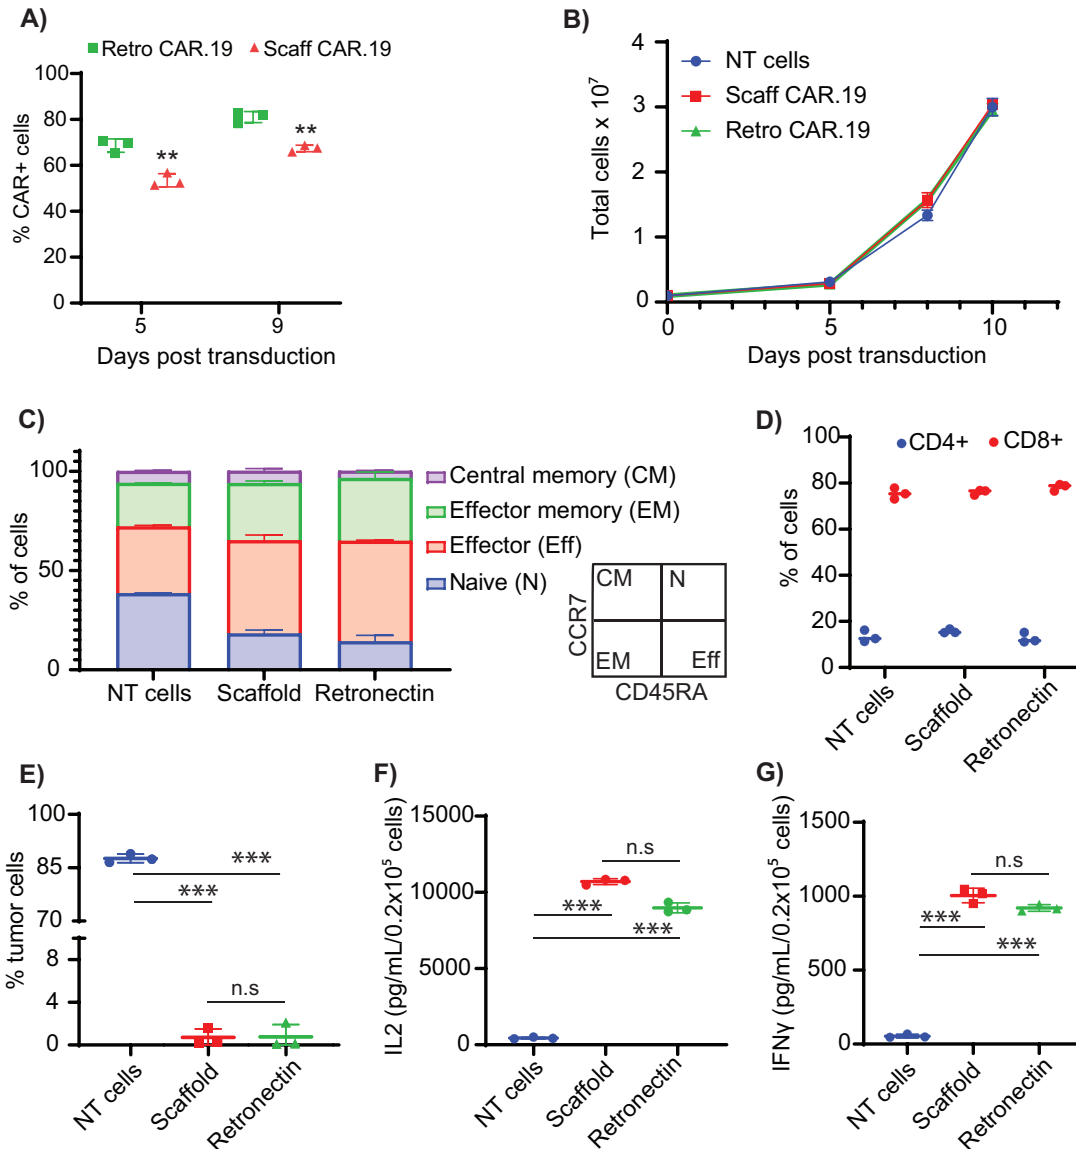 A)
Retro CAR.19 Scaff CAR.19
100
80
60
40
20
0
% CAR+ cells
**
**
5 9
Days post transduction
B)
4
3
2
1
0
Total cells x 10⁷
NT cells
Scaff CAR.19
Retro CAR.19
0 5 10
Days post transduction
C)
100
50
0
% of cells
NT cells Scaffold Retronectin
Central memory (CM)
Effector memory (EM)
Effector (Eff)
Naive (N)
CM N
EM Eff
CCR7
CD45RA
D)
CD4+ CD8+
100
80
60
40
20
0
% of cells
NT cells
Scaffold
Retronectin
E)
100
85
70
8
4
0
% tumor cells
***
***
n.s
NT cells
Scaffold
Retronectin
F)
15000
10000
5000
0
IL2 (pg/mL/0.2x10⁵ cells)
n.s
***
***
NT cells
Scaffold
Retronectin
G)
1500
1000
500
0
IFNγ (pg/mL/0.2x10⁵ cells)
n.s
***
***
NT cells
Scaffold
Retronectin